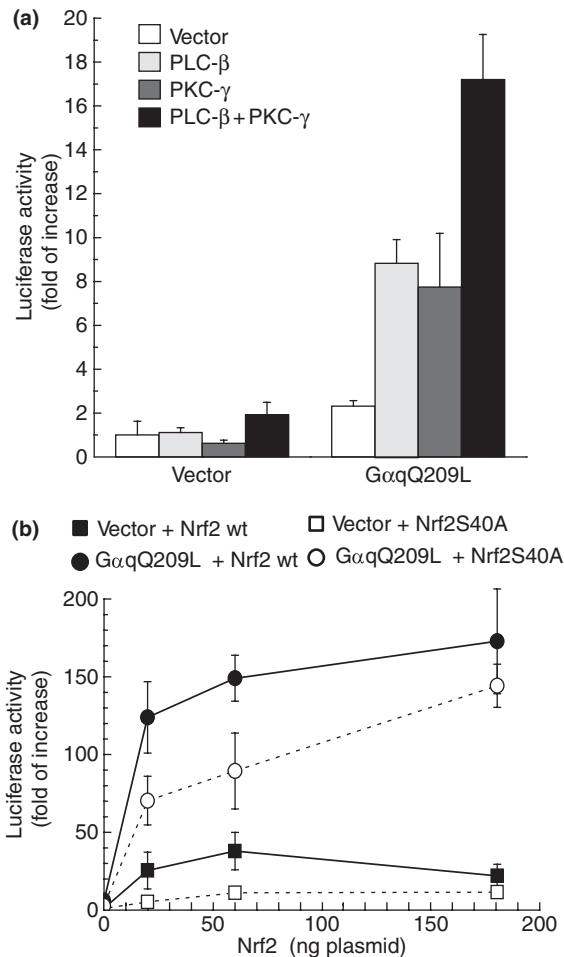 (a)
Vector
PLC-β
PKC-γ
PLC-β + PKC-γ
Luciferase activity
(fold of increase)
20
18
16
14
12
10
8
6
4
2
0
Vector
GαqQ209L
(b)
Vector + Nrf2 wt
Vector + Nrf2S40A
GαqQ209L + Nrf2 wt
GαqQ209L + Nrf2S40A
Luciferase activity
(fold of increase)
200
150
100
50
0
0
50
100
150
200
Nrf2 (ng plasmid)